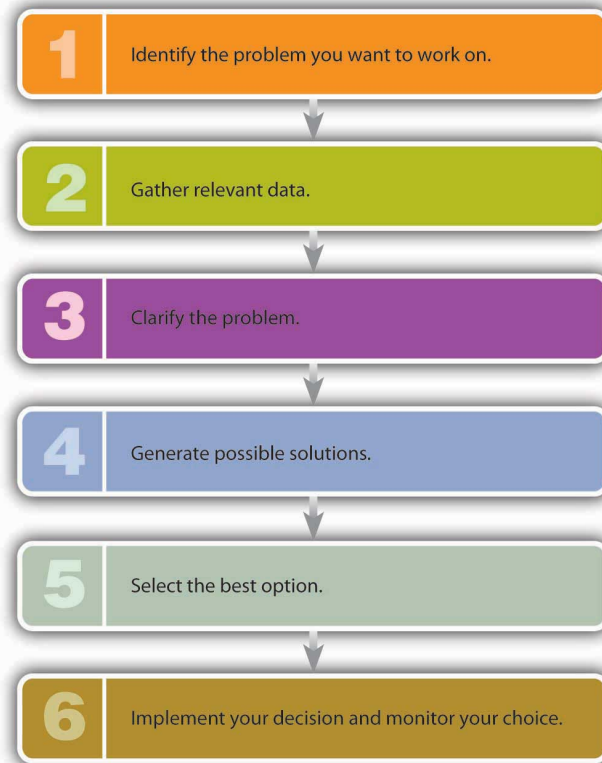 1 Identify the problem you want to work on.
2 Gather relevant data.
3 Clarify the problem.
4 Generate possible solutions.
5 Select the best option.
6 Implement your decision and monitor your choice.